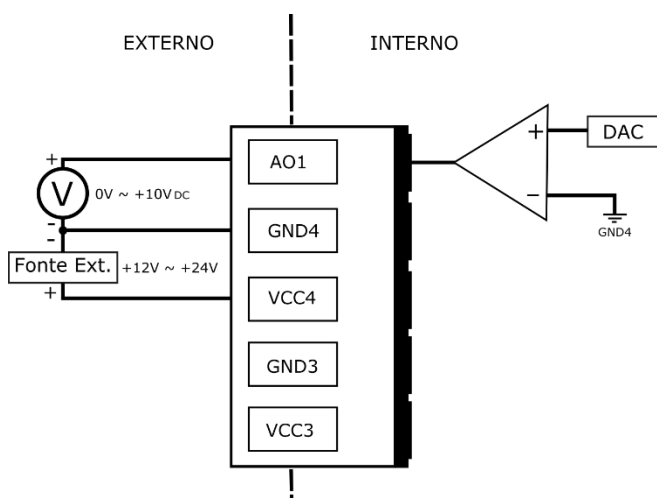 EXTERNO
INTERNO
+
V
0V ~ +10VDC
-
-
Fonte Ext.
+12V ~ +24V
+
AO1
GND4
VCC4
GND3
VCC3
+
-
DAC
GND4